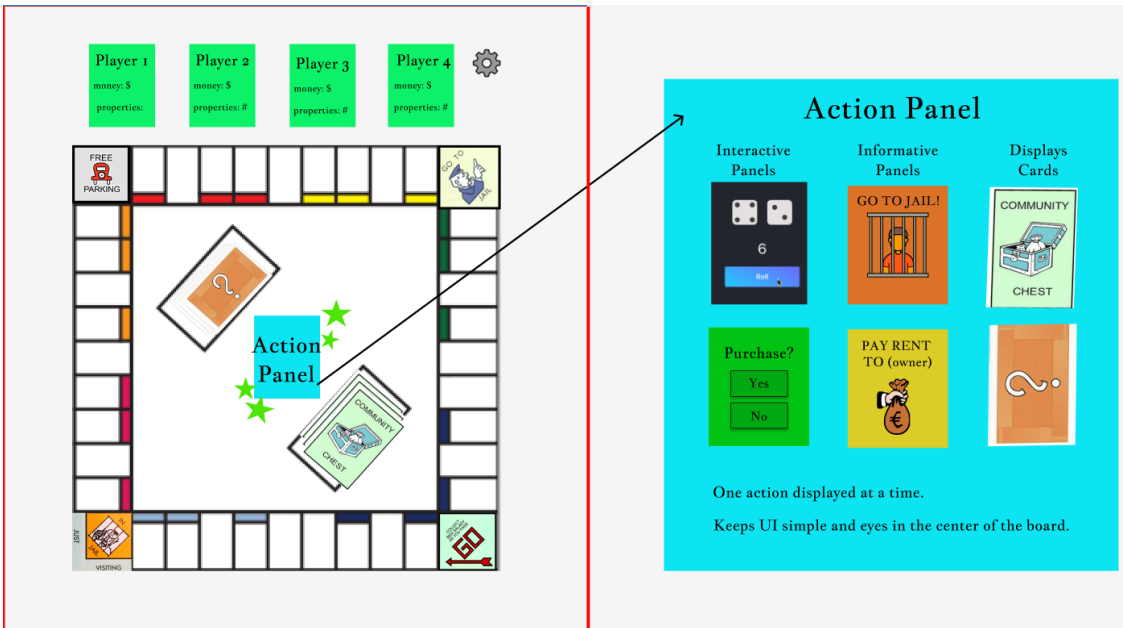 Player 1
money: $
properties:
Player 2
money: $
properties: #
Player 3
money: $
properties: #
Player 4
money: $
properties: #
FREE
PARKING
GO TO
JAIL
?
Action
Panel
COMMUNITY
CHEST
IN
JAIL
JUST
VISITING
GO
Action Panel
Interactive
Panels
Informative
Panels
Displays
Cards
6
Roll
GO TO JAIL!
COMMUNITY
CHEST
Purchase?
Yes
No
PAY RENT
TO (owner)
€
?
One action displayed at a time.
Keeps UI simple and eyes in the center of the board.